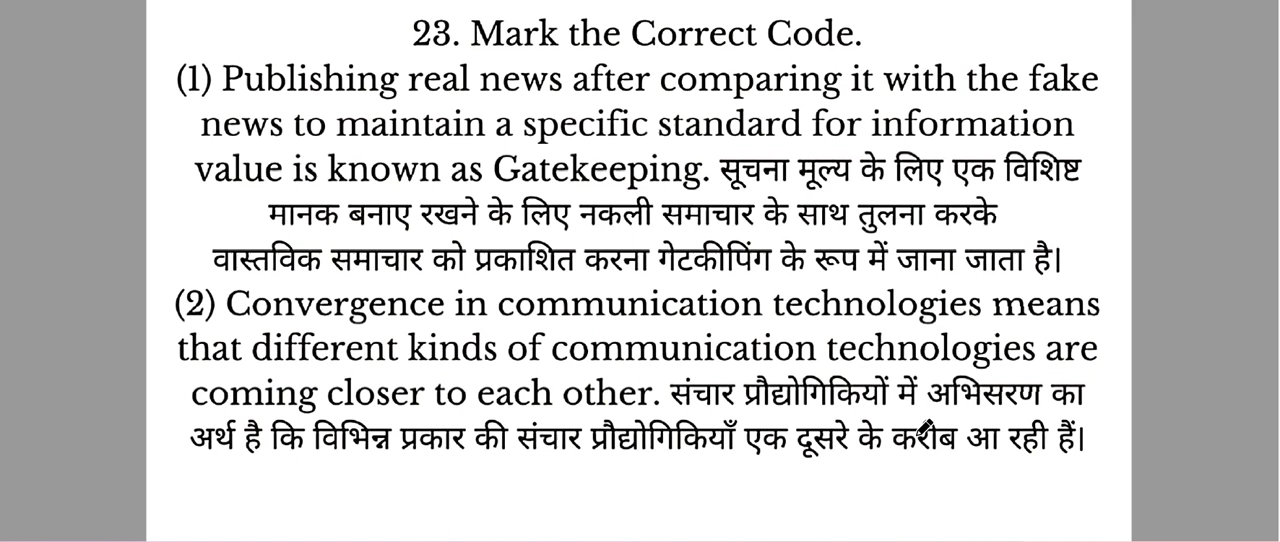 23. Mark the Correct Code.
(1) Publishing real news after comparing it with the fake
news to maintain a specific standard for information
value is known as Gatekeeping. सूचना मूल्य के लिए एक विशिष्ट
मानक बनाए रखने के लिए नकली समाचार के साथ तुलना करके
वास्तविक समाचार को प्रकाशित करना गेटकीपिंग के रूप में जाना जाता है।
(2) Convergence in communication technologies means
that different kinds of communication technologies are
coming closer to each other. संचार प्रौद्योगिकियों में अभिसरण का
अर्थ है कि विभिन्न प्रकार की संचार प्रौद्योगिकियाँ एक दूसरे के करीब आ रही हैं।